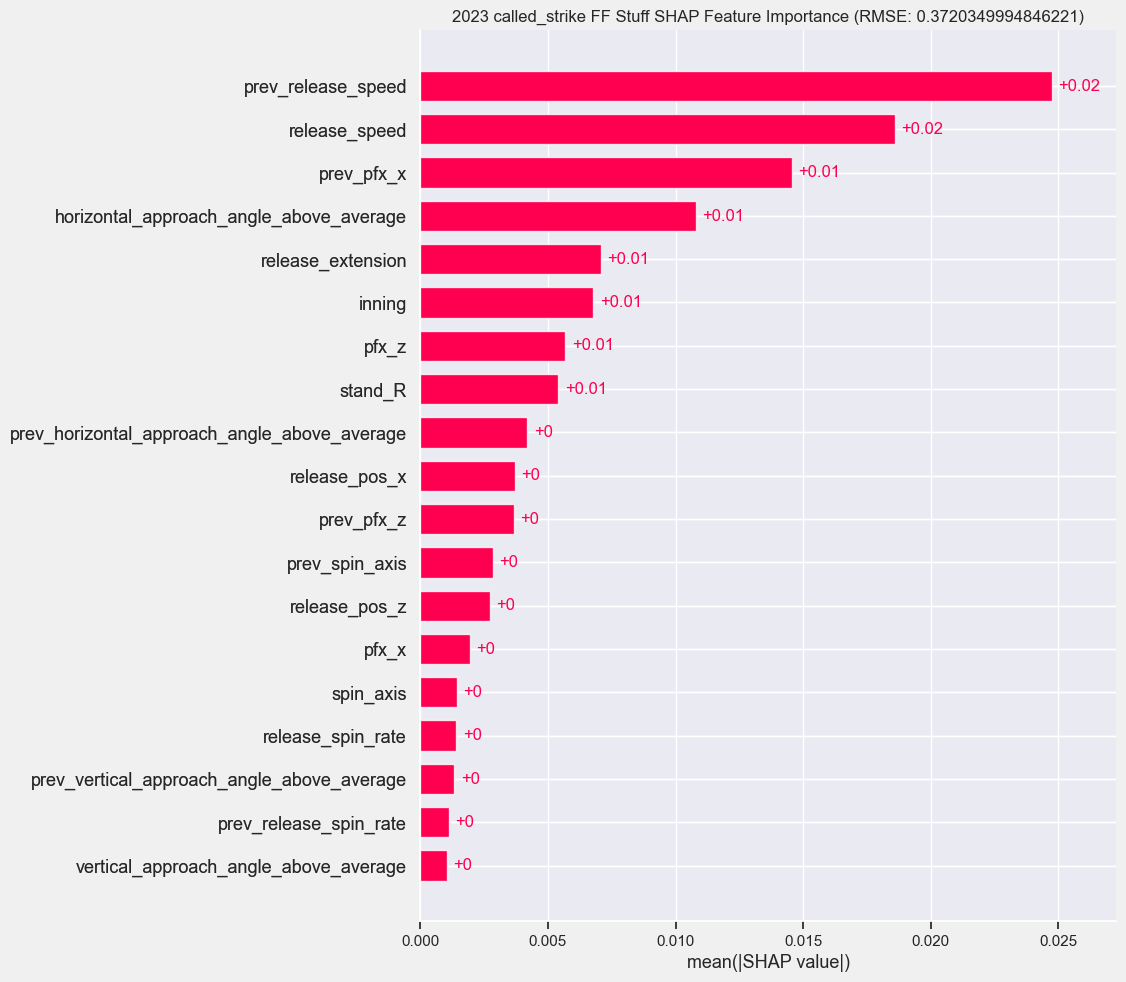 2023 called_strike FF Stuff SHAP Feature Importance (RMSE: 0.3720349994846221)
prev_release_speed +0.02
release_speed +0.02
prev_pfx_x +0.01
horizontal_approach_angle_above_average +0.01
release_extension +0.01
inning +0.01
pfx_z +0.01
stand_R +0.01
prev_horizontal_approach_angle_above_average +0
release_pos_x +0
prev_pfx_z +0
prev_spin_axis +0
release_pos_z +0
pfx_x +0
spin_axis +0
release_spin_rate +0
prev_vertical_approach_angle_above_average +0
prev_release_spin_rate +0
vertical_approach_angle_above_average +0
0.000 0.005 0.010 0.015 0.020 0.025
mean(|SHAP value|)